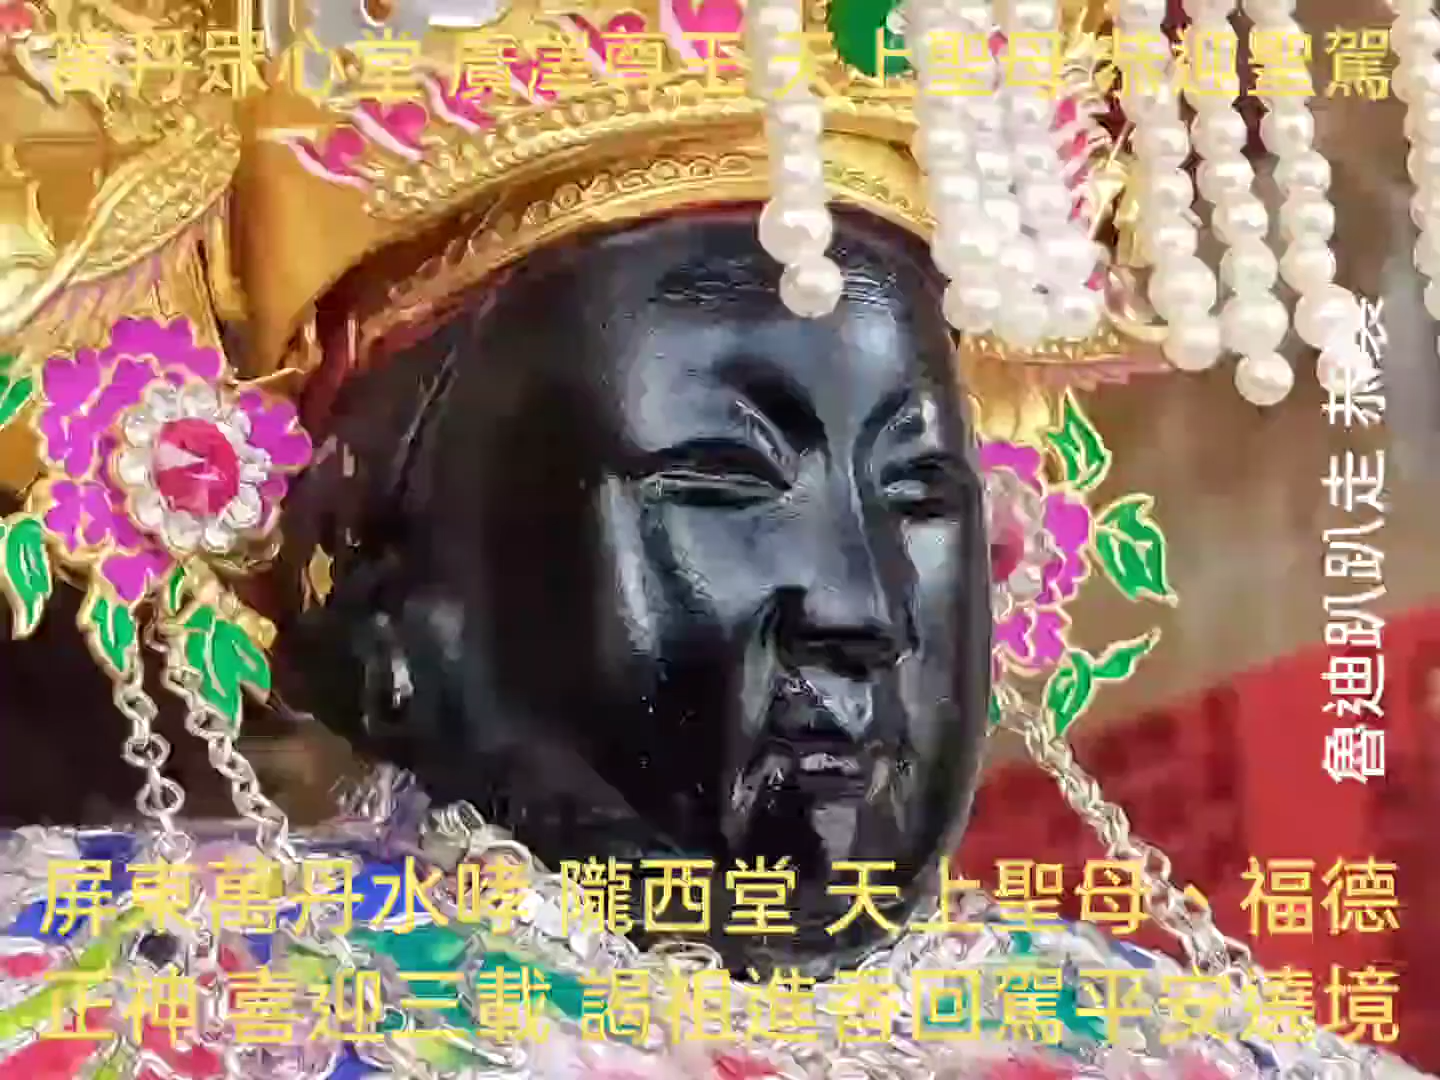 萬丹眾心堂 廣澤尊王 天上聖母 恭迎聖駕
魯迪趴趴走 恭錄
屏東萬丹水哮 隴西堂 天上聖母、福德
正神 喜迎三載 謁祖進香回駕平安遶境